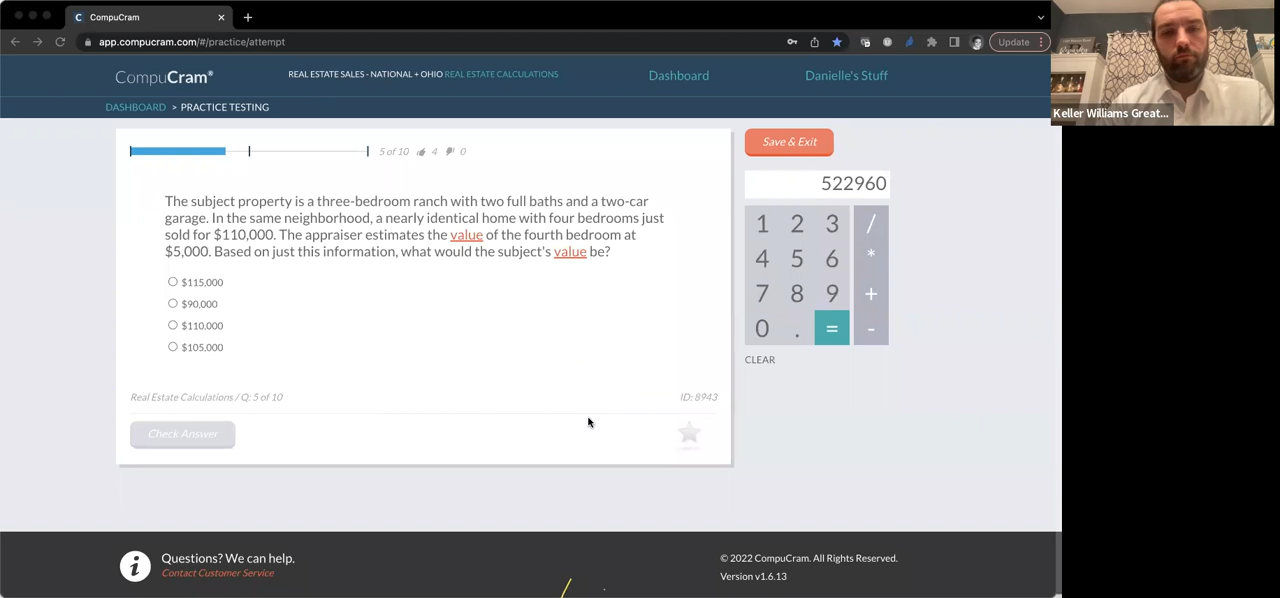 CompuCram
app.compucram.com/#/practice/attempt
Update
CompuCram®
REAL ESTATE SALES - NATIONAL + OHIO REAL ESTATE CALCULATIONS
Dashboard
Danielle's Stuff
DASHBOARD > PRACTICE TESTING
Keller Williams Great...
5 of 10 4 0
Save & Exit
The subject property is a three-bedroom ranch with two full baths and a two-car
garage. In the same neighborhood, a nearly identical home with four bedrooms just
sold for $110,000. The appraiser estimates the value of the fourth bedroom at
$5,000. Based on just this information, what would the subject's value be?
$115,000
$90,000
$110,000
$105,000
522960
1 2 3 /
4 5 6 *
7 8 9 +
0 . = -
CLEAR
Real Estate Calculations / Q: 5 of 10
ID: 8943
Check Answer
Questions? We can help.
Contact Customer Service
© 2022 CompuCram. All Rights Reserved.
Version v1.6.13